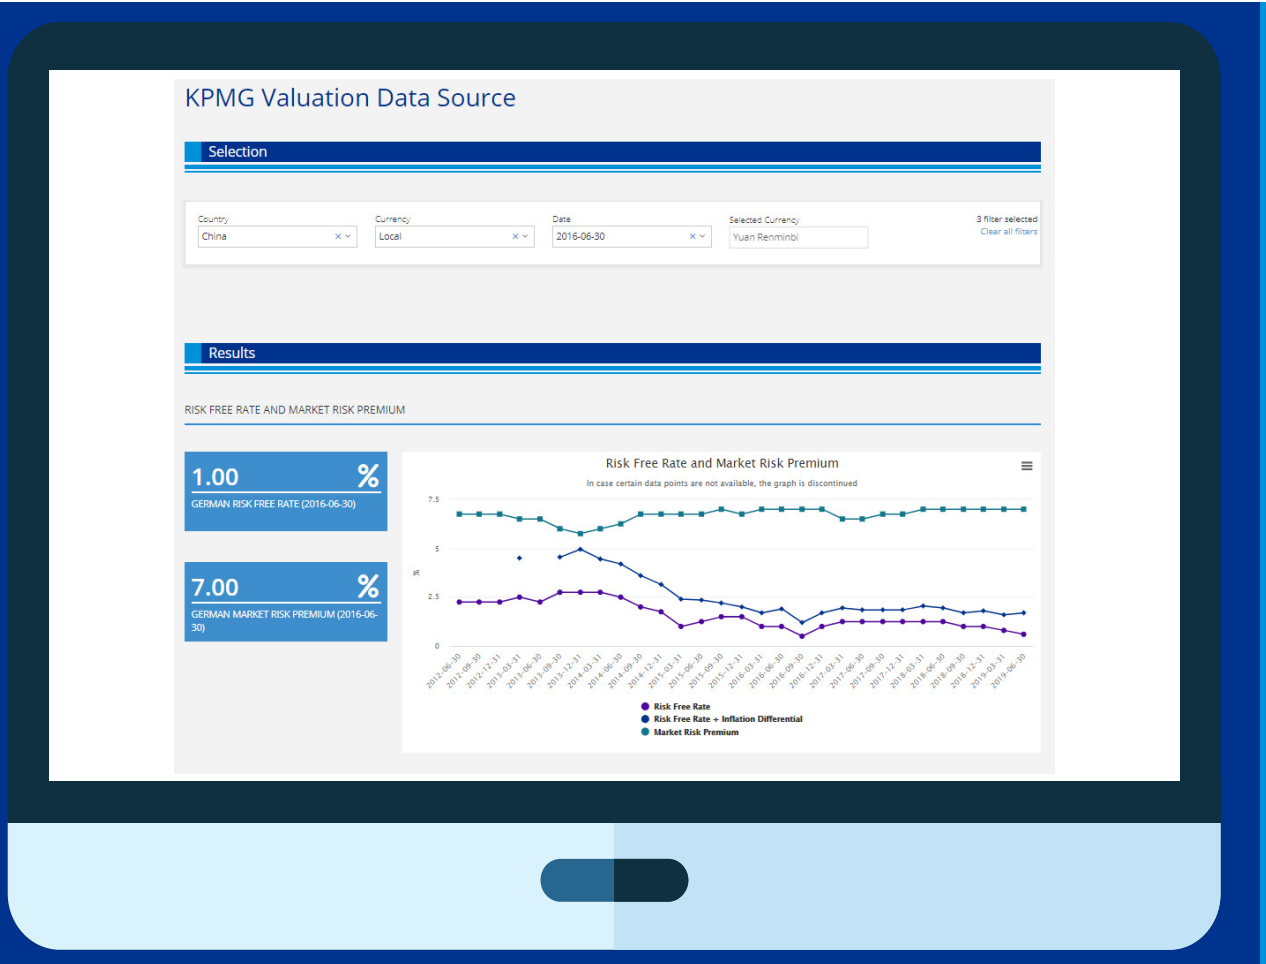 KPMG Valuation Data Source
Selection
Country
Currency
Date
Selected Currency
3 filter selected
China
Local
2016-06-30
Yuan Renminbi
Clear all filters
Results
RISK FREE RATE AND MARKET RISK PREMIUM
1.00 %
GERMAN RISK FREE RATE (2016-06-30)
7.00 %
GERMAN MARKET RISK PREMIUM (2016-06-
30)
Risk Free Rate and Market Risk Premium
In case certain data points are not available, the graph is discontinued
7.5
5
2.5
0
%
2012-06-30
2012-09-30
2012-12-31
2013-03-31
2013-06-30
2013-09-30
2013-12-31
2014-03-31
2014-06-30
2014-09-30
2014-12-31
2015-03-31
2015-06-30
2015-09-30
2015-12-31
2016-03-31
2016-06-30
2016-09-30
2016-12-31
2017-03-31
2017-06-30
2017-09-30
2017-12-31
2018-03-31
2018-06-30
2018-09-30
2018-12-31
2019-03-31
2019-06-30
Risk Free Rate
Risk Free Rate + Inflation Differential
Market Risk Premium